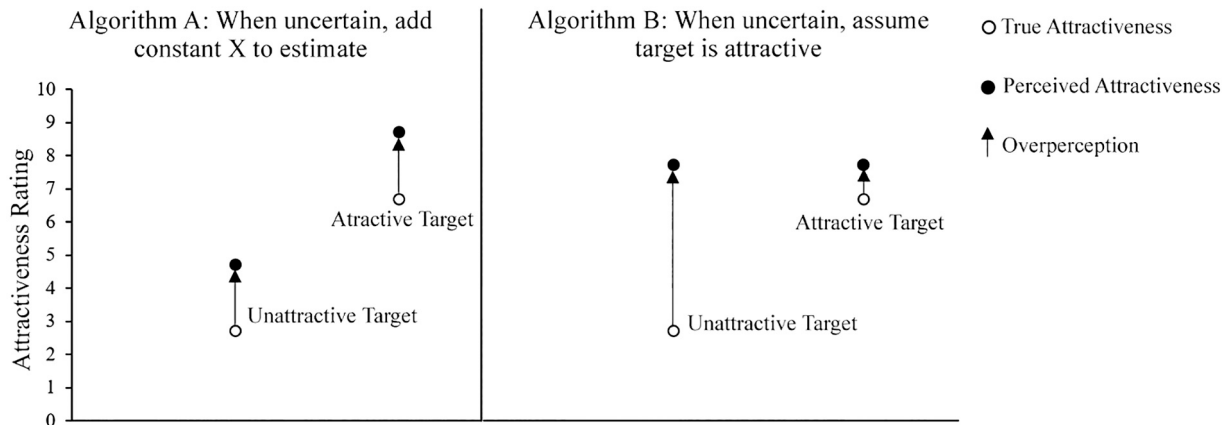 Algorithm A: When uncertain, add
constant X to estimate
Algorithm B: When uncertain, assume
target is attractive
True Attractiveness
Perceived Attractiveness
Overperception
Attractiveness Rating
10
9
8
7
6
5
4
3
2
1
0
Atractive Target
Unattractive Target
Attractive Target
Unattractive Target